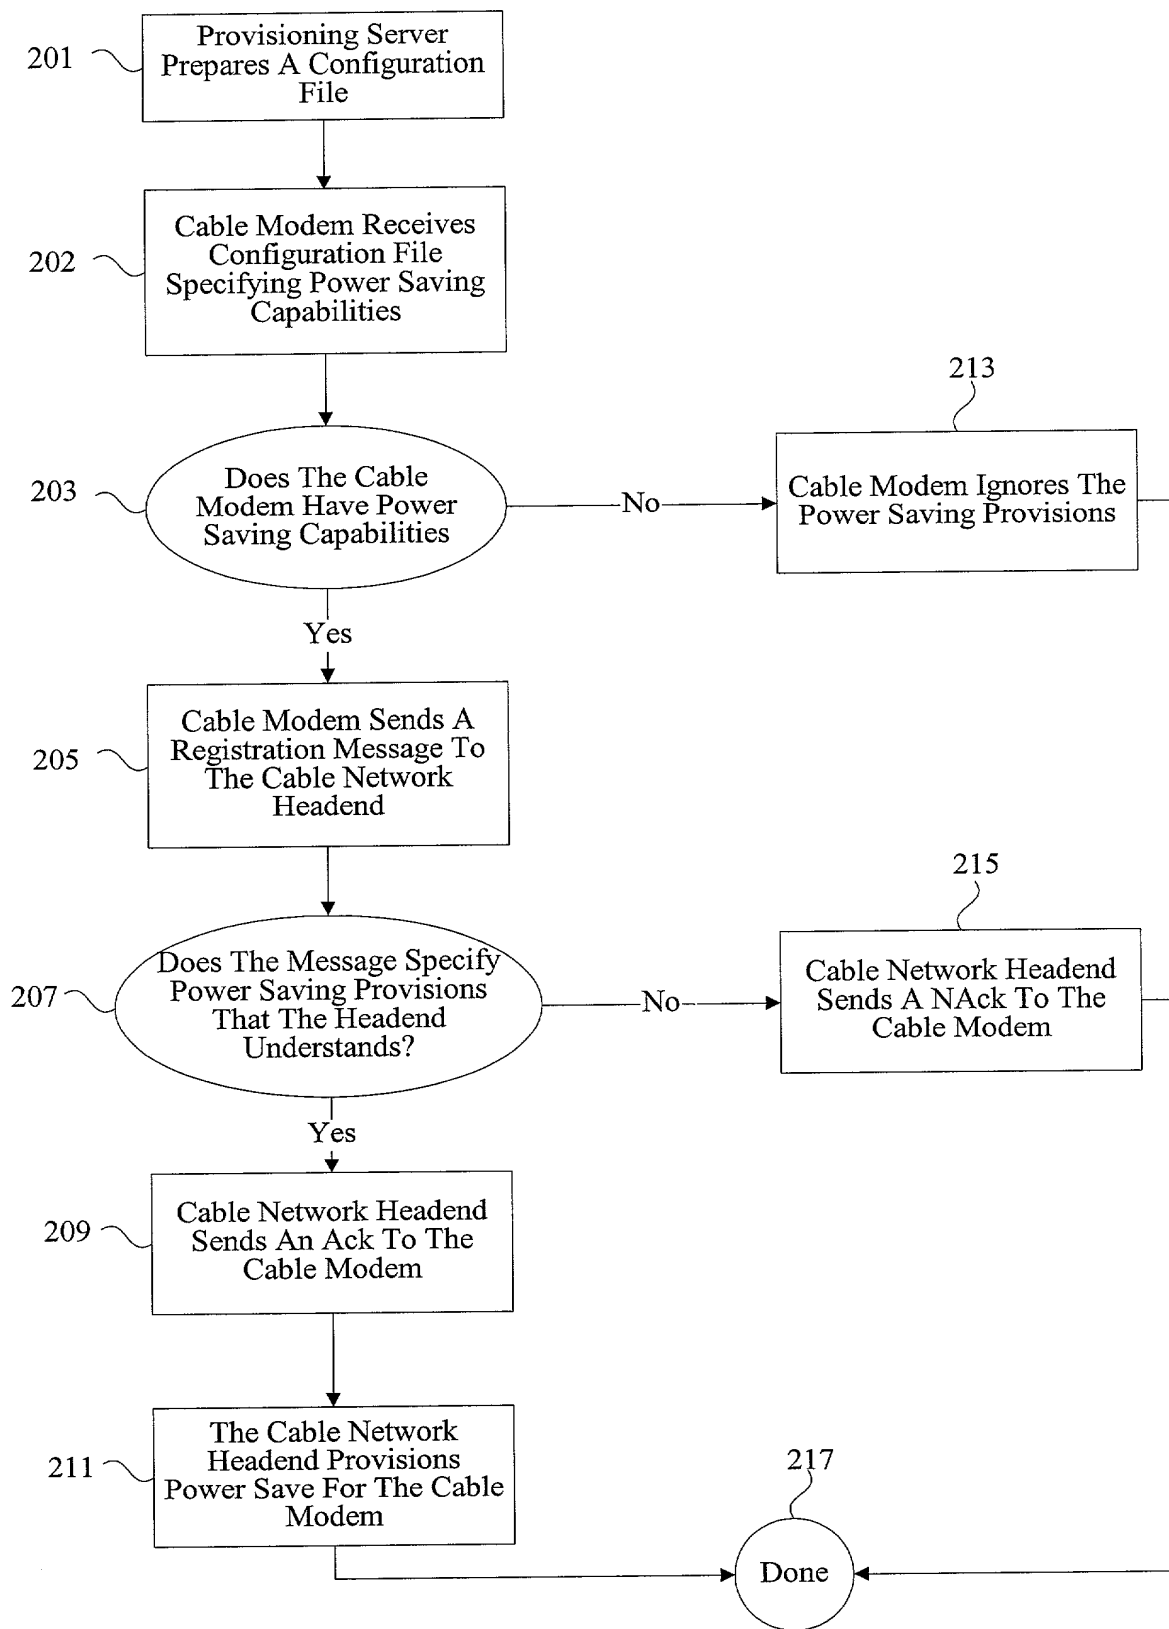 201
Provisioning Server
Prepares A Configuration
File
202
Cable Modem Receives
Configuration File
Specifying Power Saving
Capabilities
203
Does The Cable
Modem Have Power
Saving Capabilities
No
213
Cable Modem Ignores The
Power Saving Provisions
Yes
205
Cable Modem Sends A
Registration Message To
The Cable Network
Headend
207
Does The Message Specify
Power Saving Provisions
That The Headend
Understands?
No
215
Cable Network Headend
Sends A NAck To The
Cable Modem
Yes
209
Cable Network Headend
Sends An Ack To The
Cable Modem
211
The Cable Network
Headend Provisions
Power Save For The Cable
Modem
217
Done